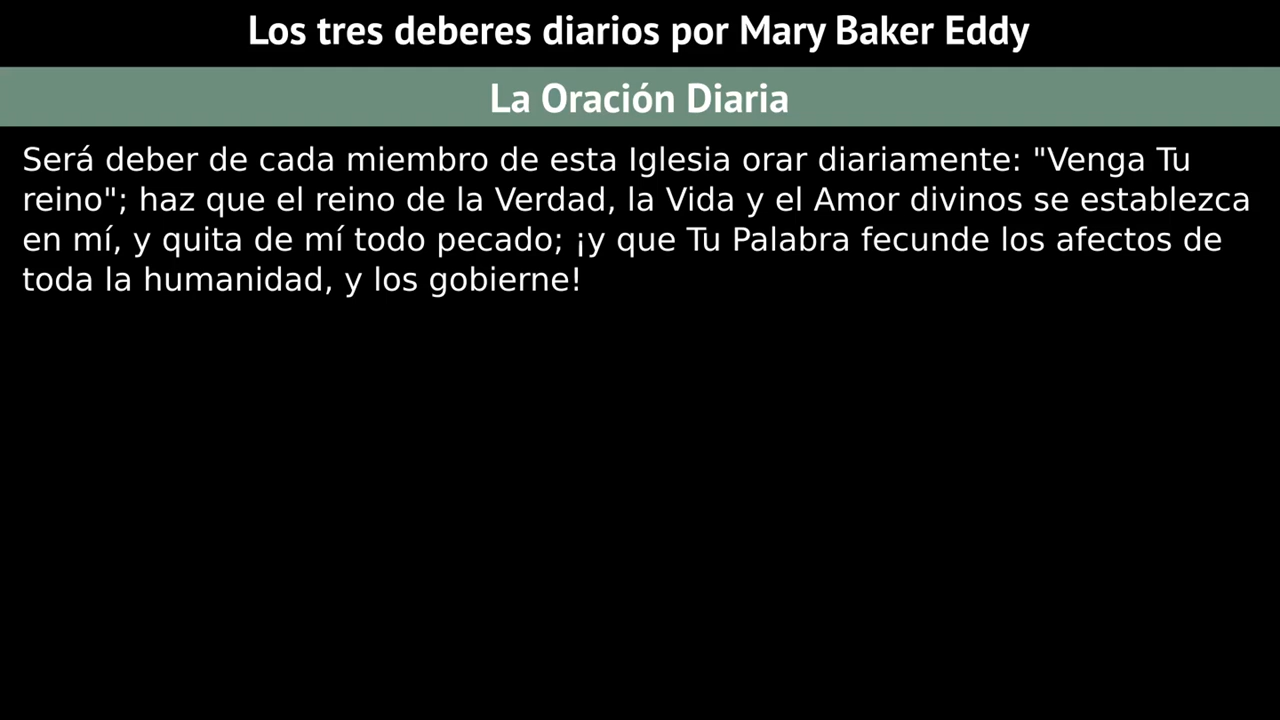 Los tres deberes diarios por Mary Baker Eddy
La Oración Diaria
Será deber de cada miembro de esta Iglesia orar diariamente: "Venga Tu
reino"; haz que el reino de la Verdad, la Vida y el Amor divinos se establezca
en mí, y quita de mí todo pecado; ¡y que Tu Palabra fecunde los afectos de
toda la humanidad, y los gobierne!